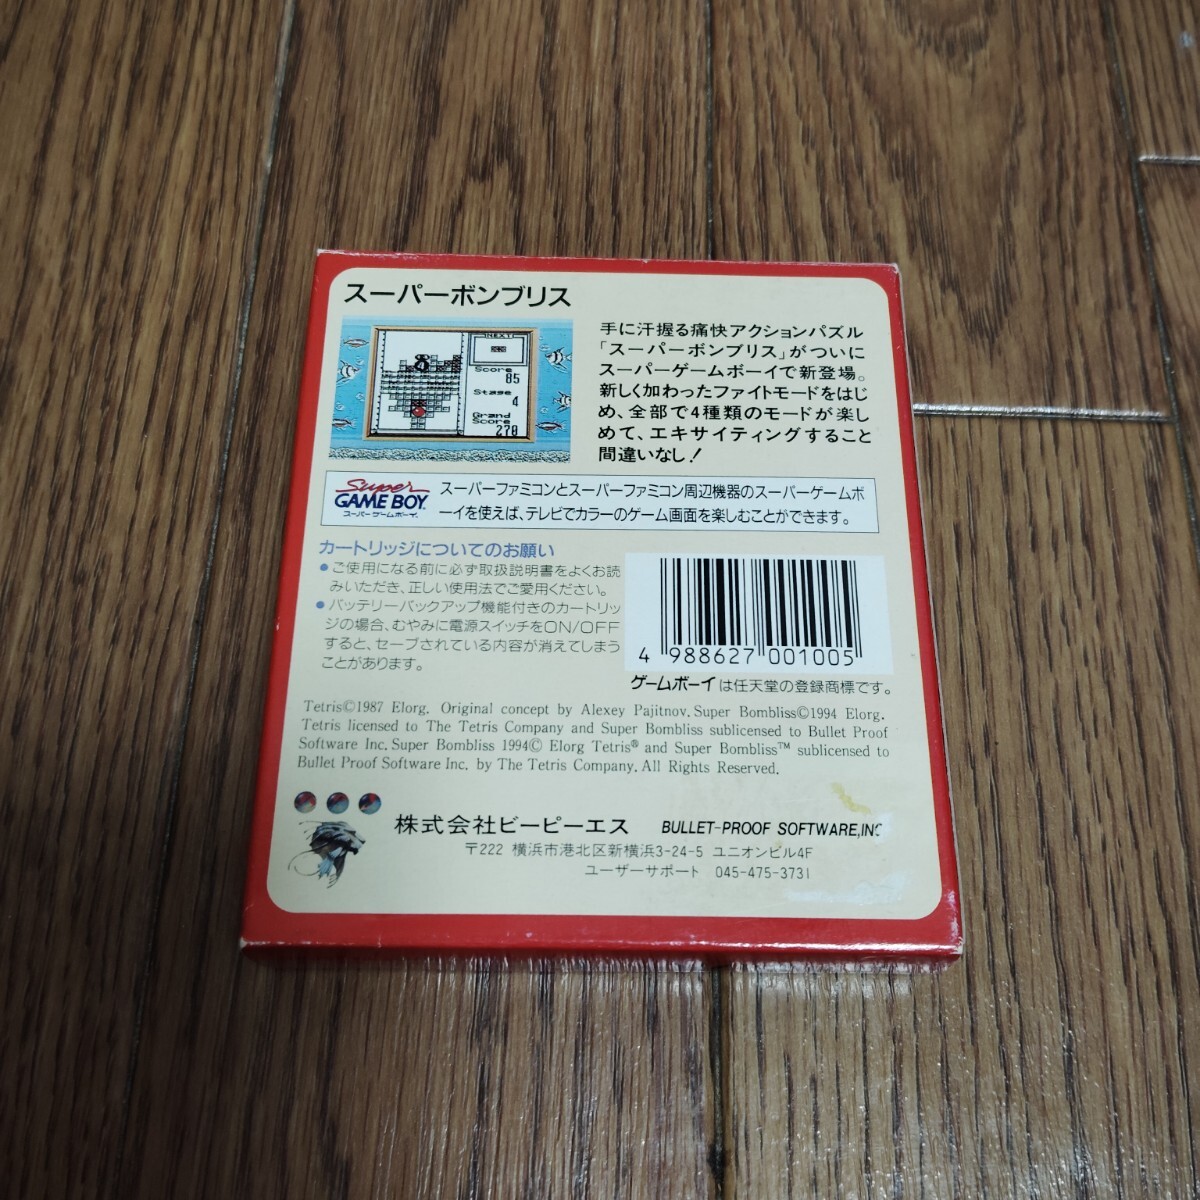 スーパーボンブリス
NEXT
Score
85
Stage
4
Grand
Score
270
手に汗握る痛快アクションパズル
「スーパーボンブリス」がついに
スーパーゲームボーイで新登場。
新しく加わったファイトモードをはじ
め、全部で4種類のモードが楽し
めて、エキサイティングすること
間違いなし!
Super
GAME BOY
スーパーゲームボーイ
スーパーファミコンとスーパーファミコン周辺機器のスーパーゲームボ
ーイを使えば、テレビでカラーのゲーム画面を楽しむことができます。
カートリッジについてのお願い
●ご使用になる前に必ず取扱説明書をよくお読
みいただき、正しい使用法でご愛用ください。
●バッテリーバックアップ機能付きのカートリッ
ジの場合、むやみに電源スイッチをON/OFF
すると、セーブされている内容が消えてしまう
ことがあります。
4 988627 001005
ゲームボーイは任天堂の登録商標です。
Tetris©1987 Elorg. Original concept by Alexey Pajitnov. Super Bombliss©1994 Elorg.
Tetris licensed to The Tetris Company and Super Bombliss sublicensed to Bullet Proof
Software Inc. Super Bombliss 1994© Elorg Tetris® and Super Bombliss™ sublicensed to
Bullet Proof Software Inc. by The Tetris Company. All Rights Reserved.
株式会社ビーピーエス BULLET-PROOF SOFTWARE, INC
〒222 横浜市港北区新横浜3-24-5 ユニオンビル4F
ユーザーサポート 045-475-3731